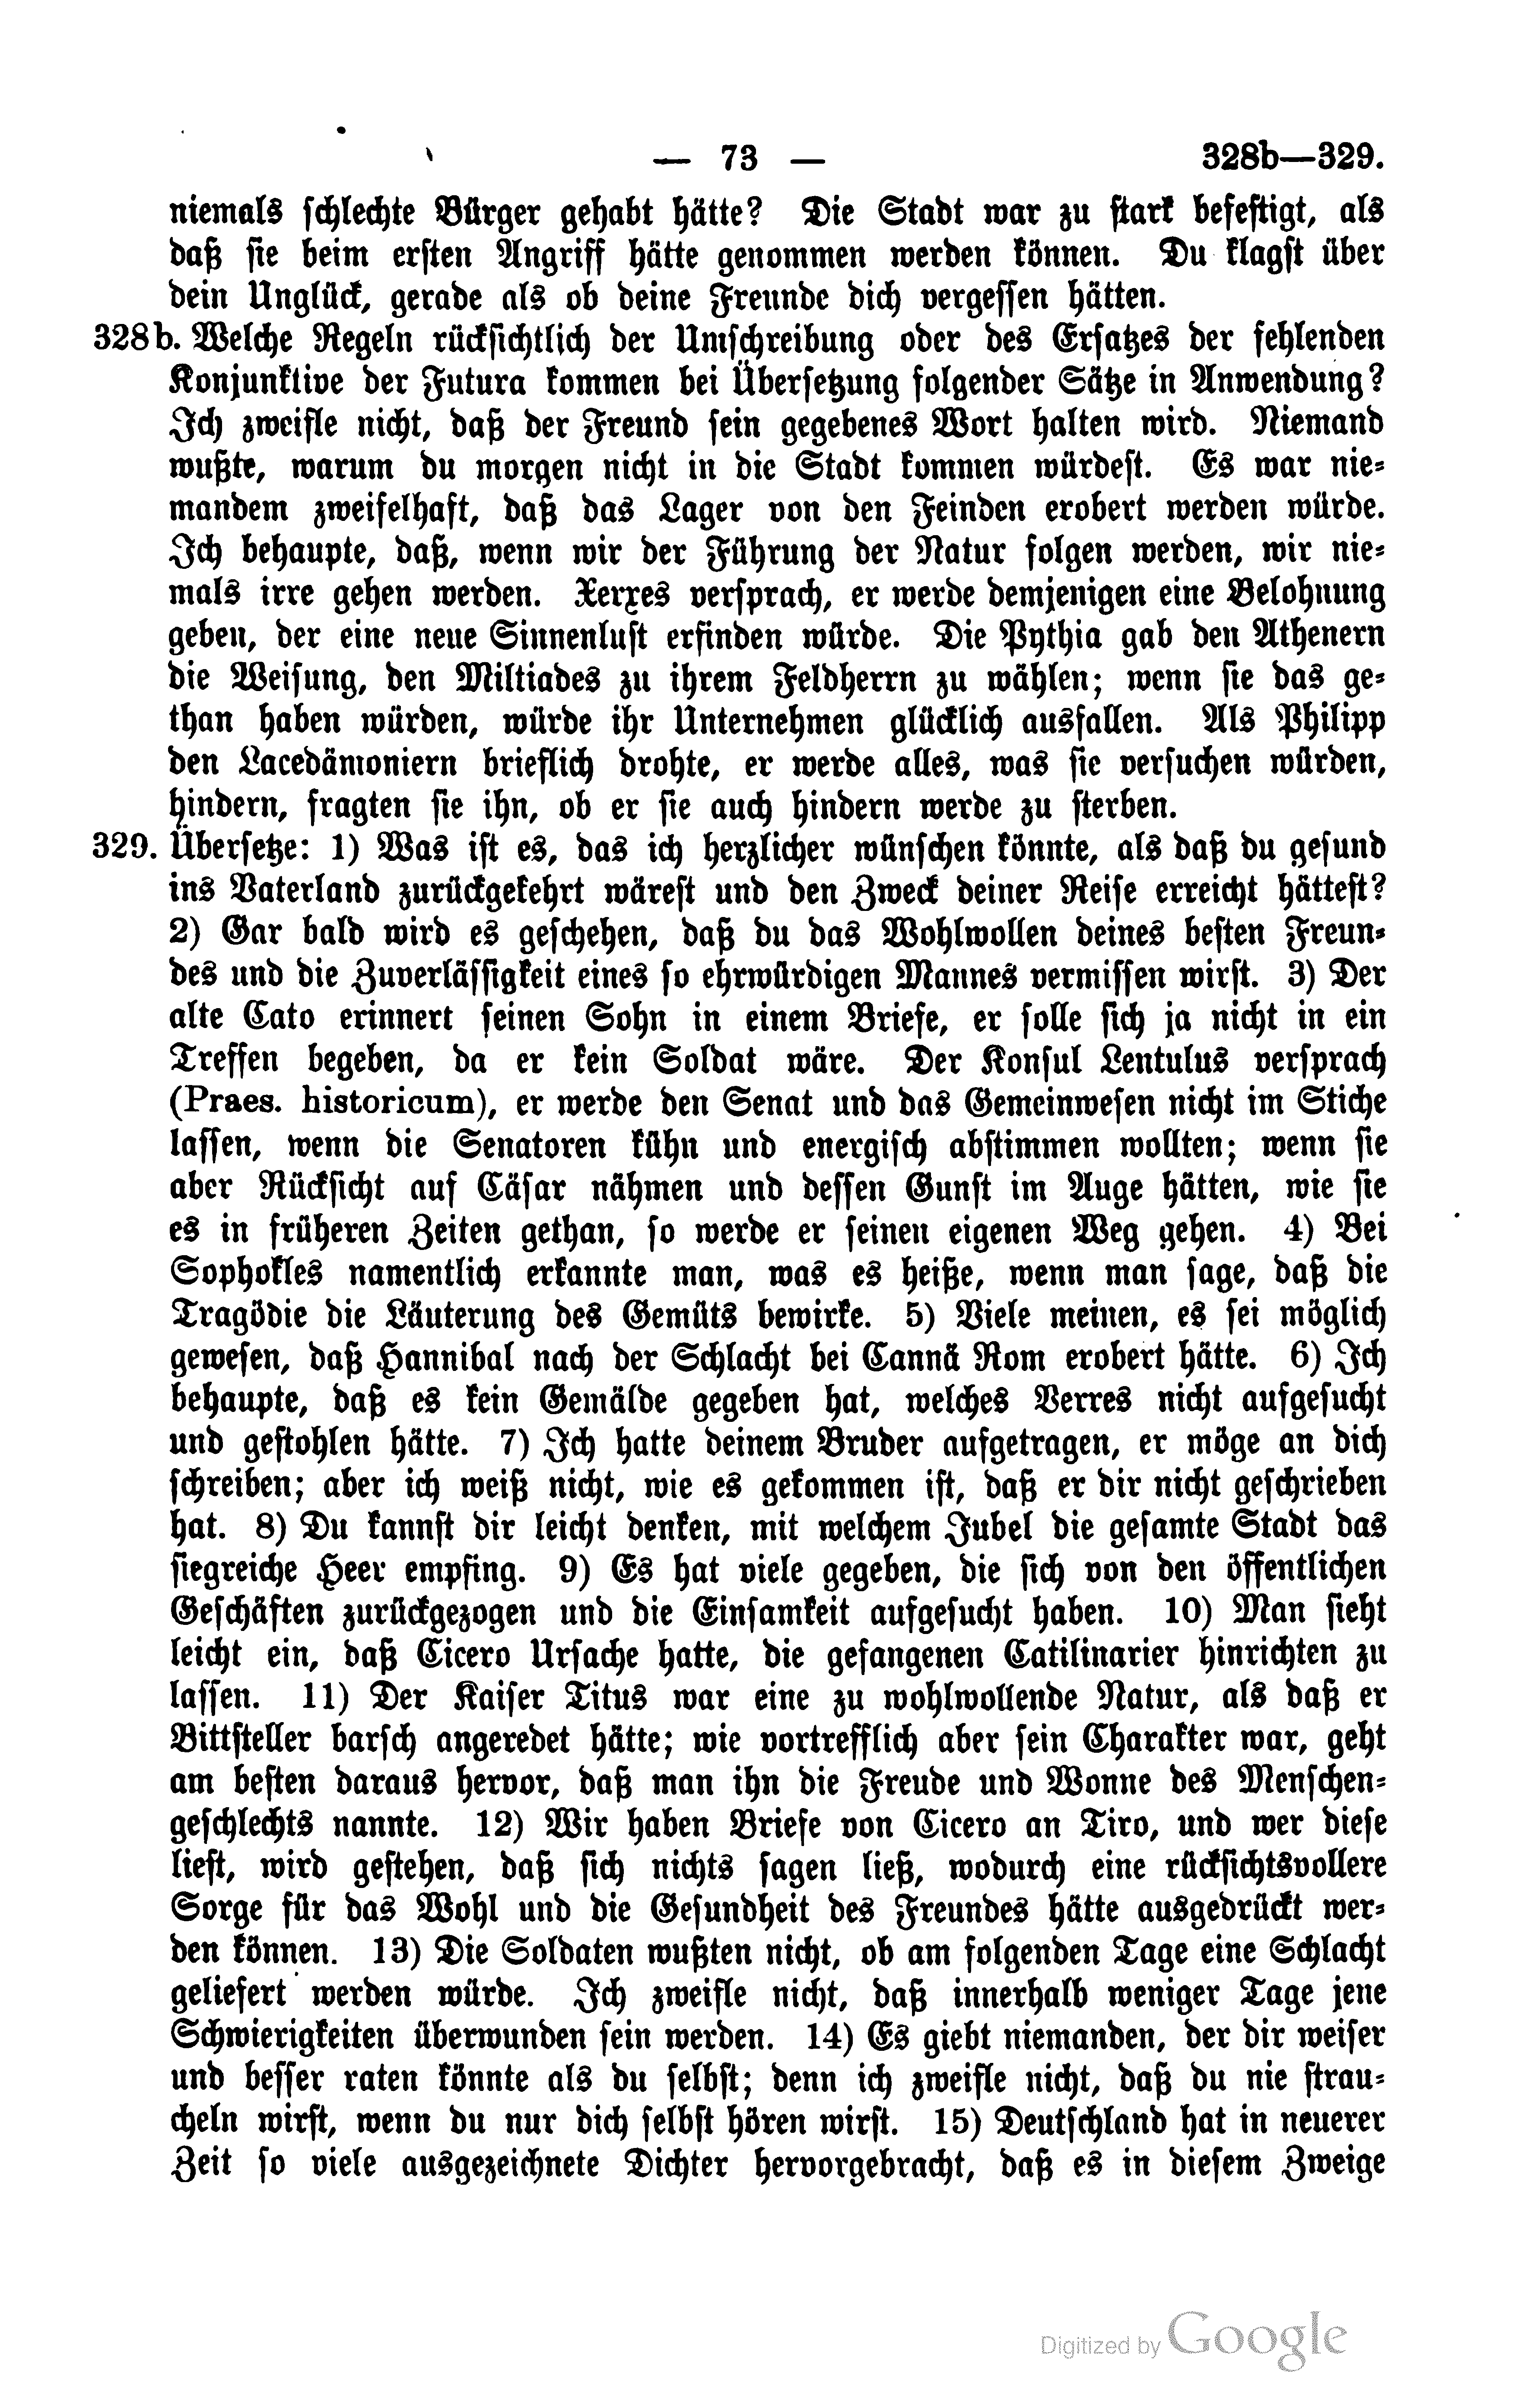 — 73 — 328b—329.
niemals schlechte Bürger gehabt hätte? Die Stadt war zu stark befestigt, als
daß sie beim ersten Angriff hätte genommen werden können. Du klagst über
dein Unglück, gerade als ob deine Freunde dich vergessen hätten.
328b. Welche Regeln rücksichtlich der Umschreibung oder des Ersatzes der fehlenden
Konjunktive der Futura kommen bei Übersetzung folgender Sätze in Anwendung?
Ich zweifle nicht, daß der Freund sein gegebenes Wort halten wird. Niemand
wußte, warum du morgen nicht in die Stadt kommen würdest. Es war nie-
mandem zweifelhaft, daß das Lager von den Feinden erobert werden würde.
Ich behaupte, daß, wenn wir der Führung der Natur folgen werden, wir nie-
mals irre gehen werden. Xerxes versprach, er werde demjenigen eine Belohnung
geben, der eine neue Sinnenlust erfinden würde. Die Pythia gab den Athenern
die Weisung, den Miltiades zu ihrem Feldherrn zu wählen; wenn sie das ge-
than haben würden, würde ihr Unternehmen glücklich ausfallen. Als Philipp
den Lacedämoniern brieflich drohte, er werde alles, was sie versuchen würden,
hindern, fragten sie ihn, ob er sie auch hindern werde zu sterben.
329. Übersetze: 1) Was ist es, das ich herzlicher wünschen könnte, als daß du gesund
ins Vaterland zurückgekehrt wärest und den Zweck deiner Reise erreicht hättest?
2) Gar bald wird es geschehen, daß du das Wohlwollen deines besten Freun-
des und die Zuverlässigkeit eines so ehrwürdigen Mannes vermissen wirst. 3) Der
alte Cato erinnert seinen Sohn in einem Briefe, er solle sich ja nicht in ein
Treffen begeben, da er kein Soldat wäre. Der Konsul Lentulus versprach
(Praes. historicum), er werde den Senat und das Gemeinwesen nicht im Stiche
lassen, wenn die Senatoren kühn und energisch abstimmen wollten; wenn sie
aber Rücksicht auf Cäsar nähmen und dessen Gunst im Auge hätten, wie sie
es in früheren Zeiten gethan, so werde er seinen eigenen Weg gehen. 4) Bei
Sophokles namentlich erkannte man, was es heiße, wenn man sage, daß die
Tragödie die Läuterung des Gemüts bewirke. 5) Viele meinen, es sei möglich
gewesen, daß Hannibal nach der Schlacht bei Cannä Rom erobert hätte. 6) Ich
behaupte, daß es kein Gemälde gegeben hat, welches Verres nicht aufgesucht
und gestohlen hätte. 7) Ich hatte deinem Bruder aufgetragen, er möge an dich
schreiben; aber ich weiß nicht, wie es gekommen ist, daß er dir nicht geschrieben
hat. 8) Du kannst dir leicht denken, mit welchem Jubel die gesamte Stadt das
siegreiche Heer empfing. 9) Es hat viele gegeben, die sich von den öffentlichen
Geschäften zurückgezogen und die Einsamkeit aufgesucht haben. 10) Man sieht
leicht ein, daß Cicero Ursache hatte, die gefangenen Catilinarier hinrichten zu
lassen. 11) Der Kaiser Titus war eine zu wohlwollende Natur, als daß er
Bittsteller barsch angeredet hätte; wie vortrefflich aber sein Charakter war, geht
am besten daraus hervor, daß man ihn die Freude und Wonne des Menschen-
geschlechts nannte. 12) Wir haben Briefe von Cicero an Tiro, und wer diese
liest, wird gestehen, daß sich nichts sagen ließ, wodurch eine rücksichtsvollere
Sorge für das Wohl und die Gesundheit des Freundes hätte ausgedrückt wer-
den können. 13) Die Soldaten wußten nicht, ob am folgenden Tage eine Schlacht
geliefert werden würde. Ich zweifle nicht, daß innerhalb weniger Tage jene
Schwierigkeiten überwunden sein werden. 14) Es giebt niemanden, der dir weiser
und besser raten könnte als du selbst; denn ich zweifle nicht, daß du nie strau-
cheln wirst, wenn du nur dich selbst hören wirst. 15) Deutschland hat in neuerer
Zeit so viele ausgezeichnete Dichter hervorgebracht, daß es in diesem Zweige
Digitized by Google